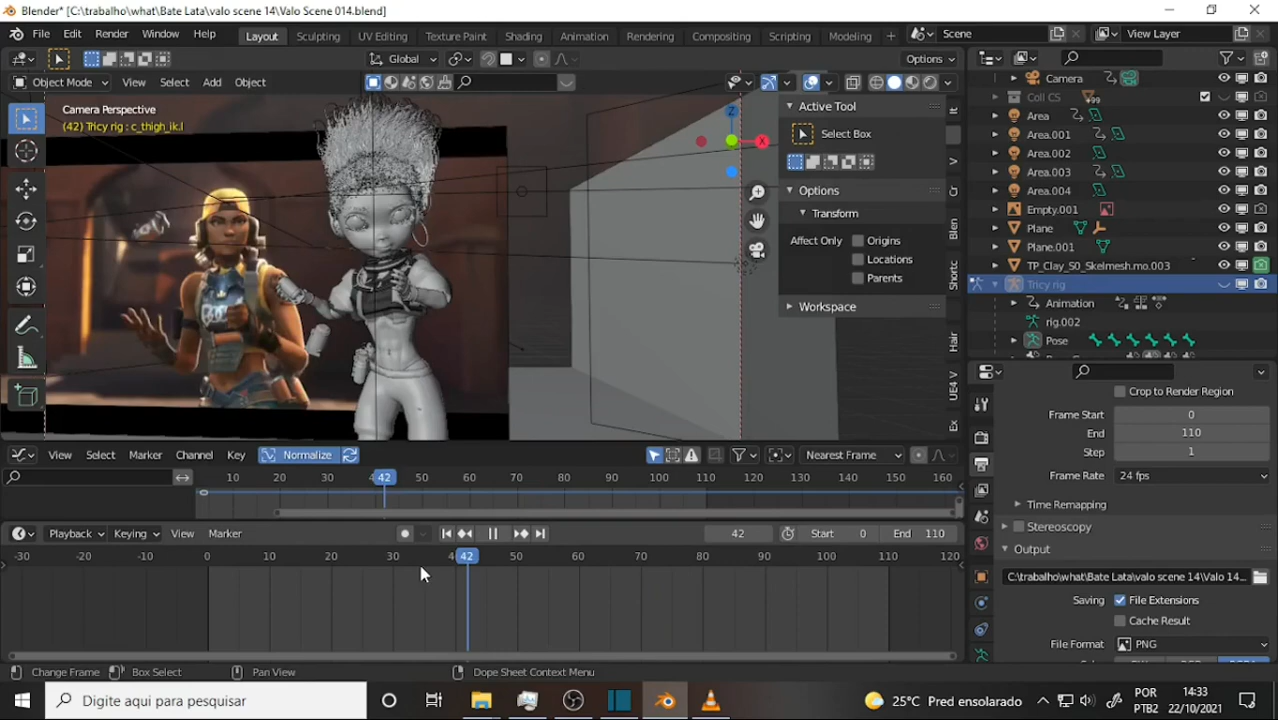 Blender* [C:\trabalho\what\Bate Lata\valo scene 14\Valo Scene 014.blend]
File Edit Render Window Help Layout Sculpting UV Editing Texture Paint Shading Animation Rendering Compositing Scripting Modeling + Scene View Layer
Global Options
Object Mode View Select Add Object
Camera Perspective
(42) Tricy rig : c_thigh_ik.l
Z
X
Active Tool
Select Box
Options
Transform
Affect Only Origins
Locations
Parents
Workspace
It
V
Cr
Blen
Shortc
Hair
UE4 V
Ex
Camera
Coll CS 99
Area
Area.001
Area.002
Area.003
Area.004
Empty.001
Plane
Plane.001
TP_Clay_S0_Skelmesh.mo.003
Tricy rig
Animation
rig.002
Pose
Crop to Render Region
Frame Start 0
End 110
Step 1
Frame Rate 24 fps
Time Remapping
Stereoscopy
Output
C:\trabalho\what\Bate Lata\valo scene 14\Valo 14...
Saving File Extensions
Cache Result
File Format PNG
View Select Marker Channel Key Normalize Nearest Frame
10 20 30 42 50 60 70 80 90 100 110 120 130 140 150 160
Playback Keying View Marker 42 Start 0 End 110
-30 -20 -10 0 10 20 30 42 50 60 70 80 90 100 110 120
Change Frame Box Select Pan View Dope Sheet Context Menu
Digite aqui para pesquisar
25°C Pred ensolarado
POR
PTB2
14:33
22/10/2021